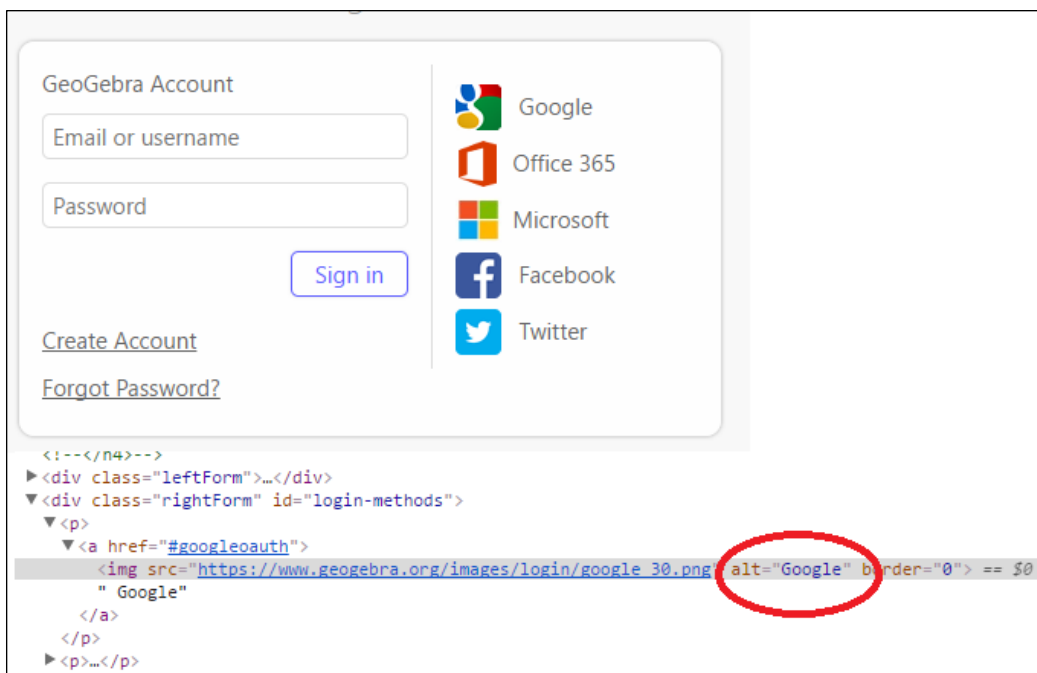 GeoGebra Account
Email or username
Password
Sign in
Create Account
Forgot Password?
Google
Office 365
Microsoft
Facebook
Twitter
<!--</h4>-->
▶<div class="leftForm">…</div>
▼<div class="rightForm" id="login-methods">
▼<p>
▼<a href="#googleoauth">
<img src="https://www.geogebra.org/images/login/google_30.png" alt="Google" border="0"> == $0
" Google"
</a>
</p>
▶<p>…</p>